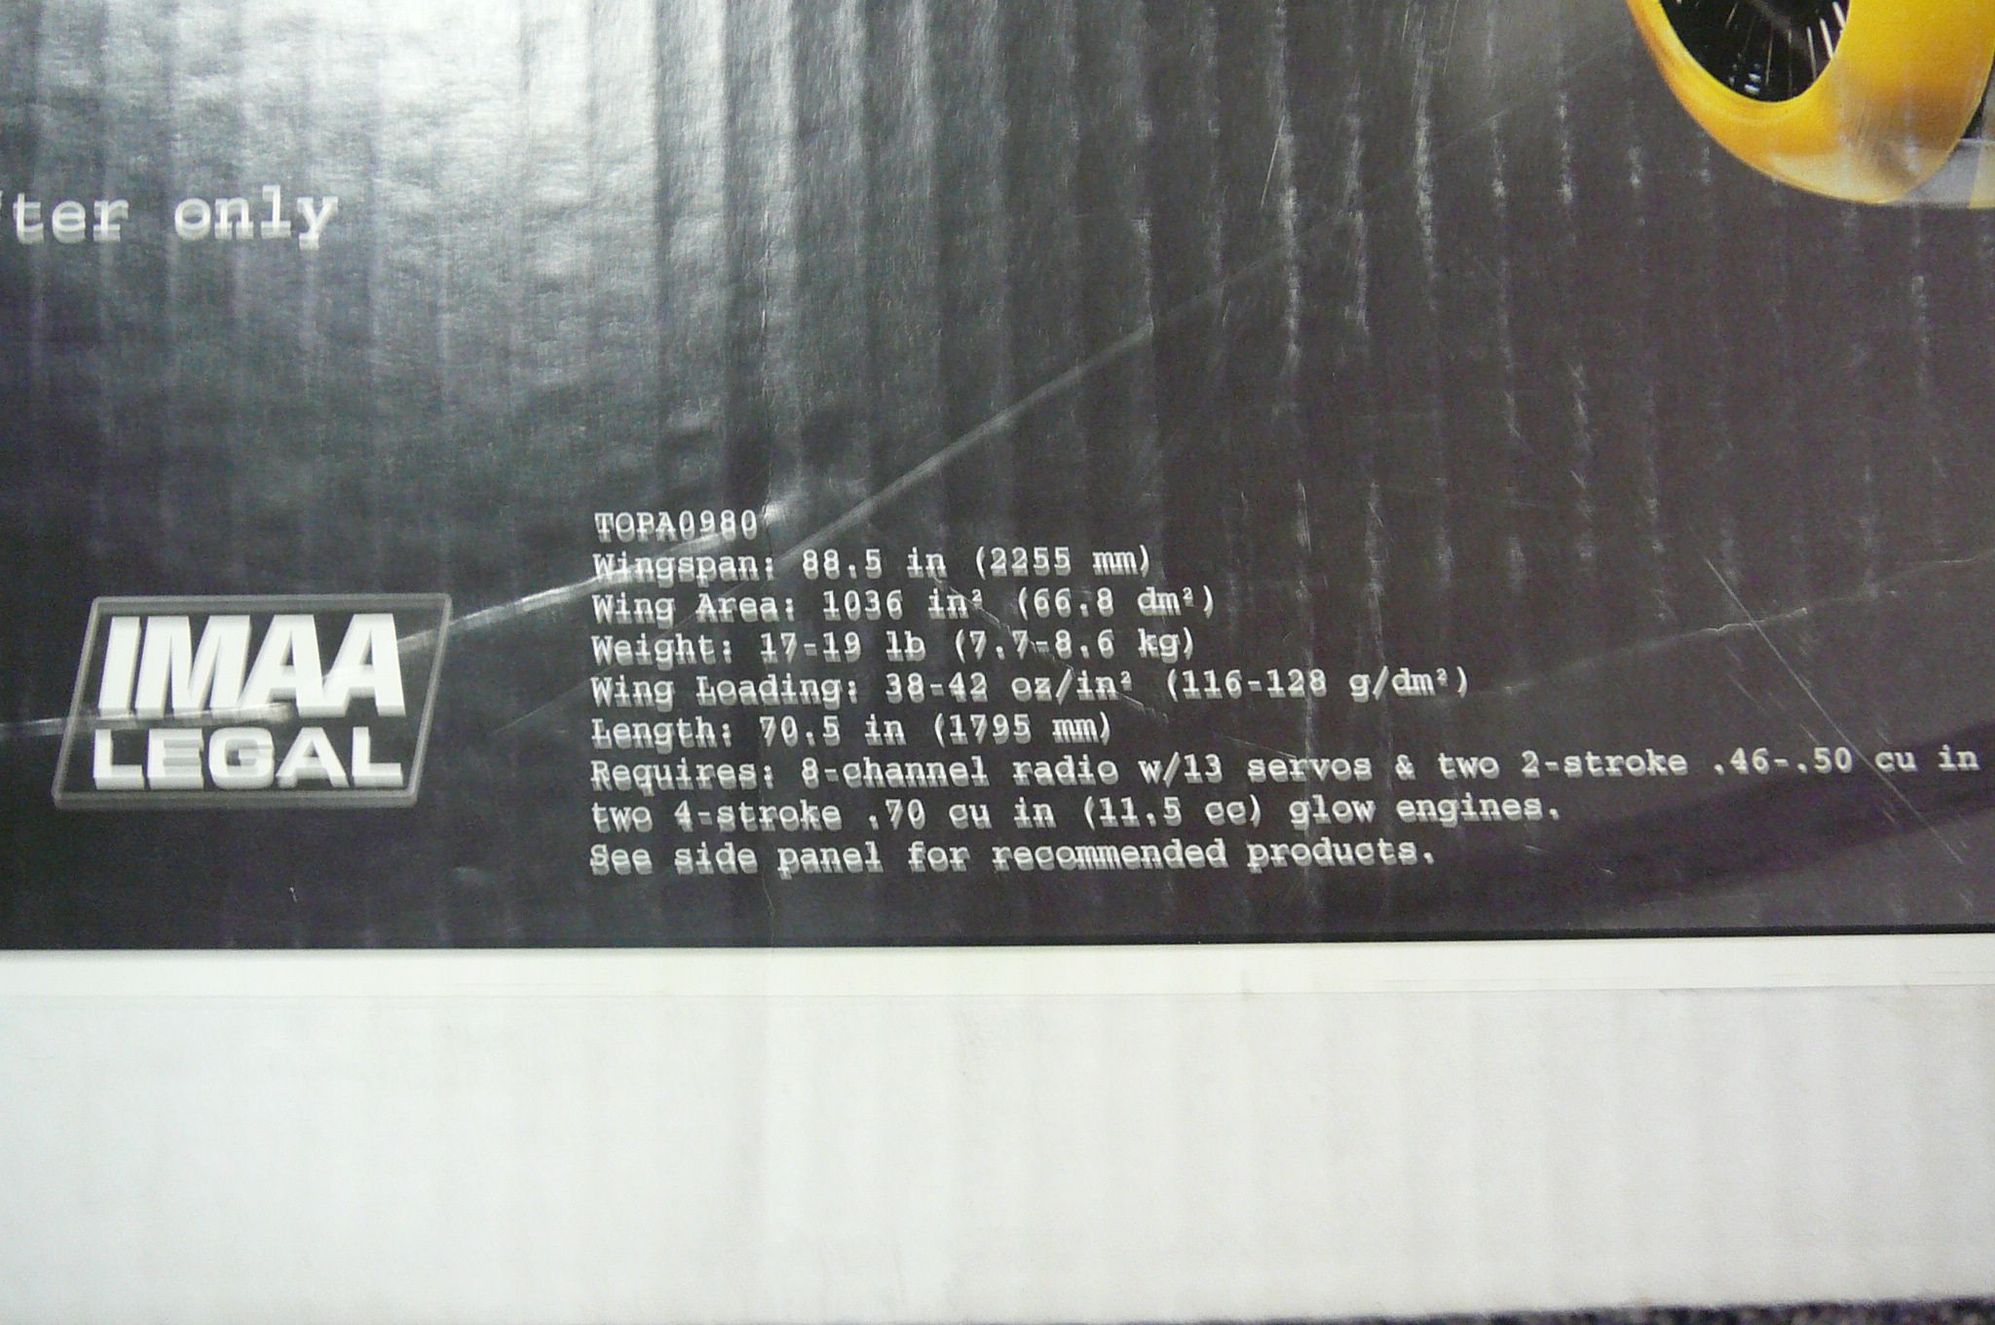 ter only
IMAA
LEGAL
TOPA0980
Wingspan: 88.5 in (2255 mm)
Wing Area: 1036 in² (66.8 dm²)
Weight: 17-19 lb (7.7-8.6 kg)
Wing Loading: 38-42 oz/in² (116-128 g/dm²)
Length: 70.5 in (1795 mm)
Requires: 8-channel radio w/13 servos & two 2-stroke .46-.50 cu in
two 4-stroke .70 cu in (11.5 cc) glow engines.
See side panel for recommended products.